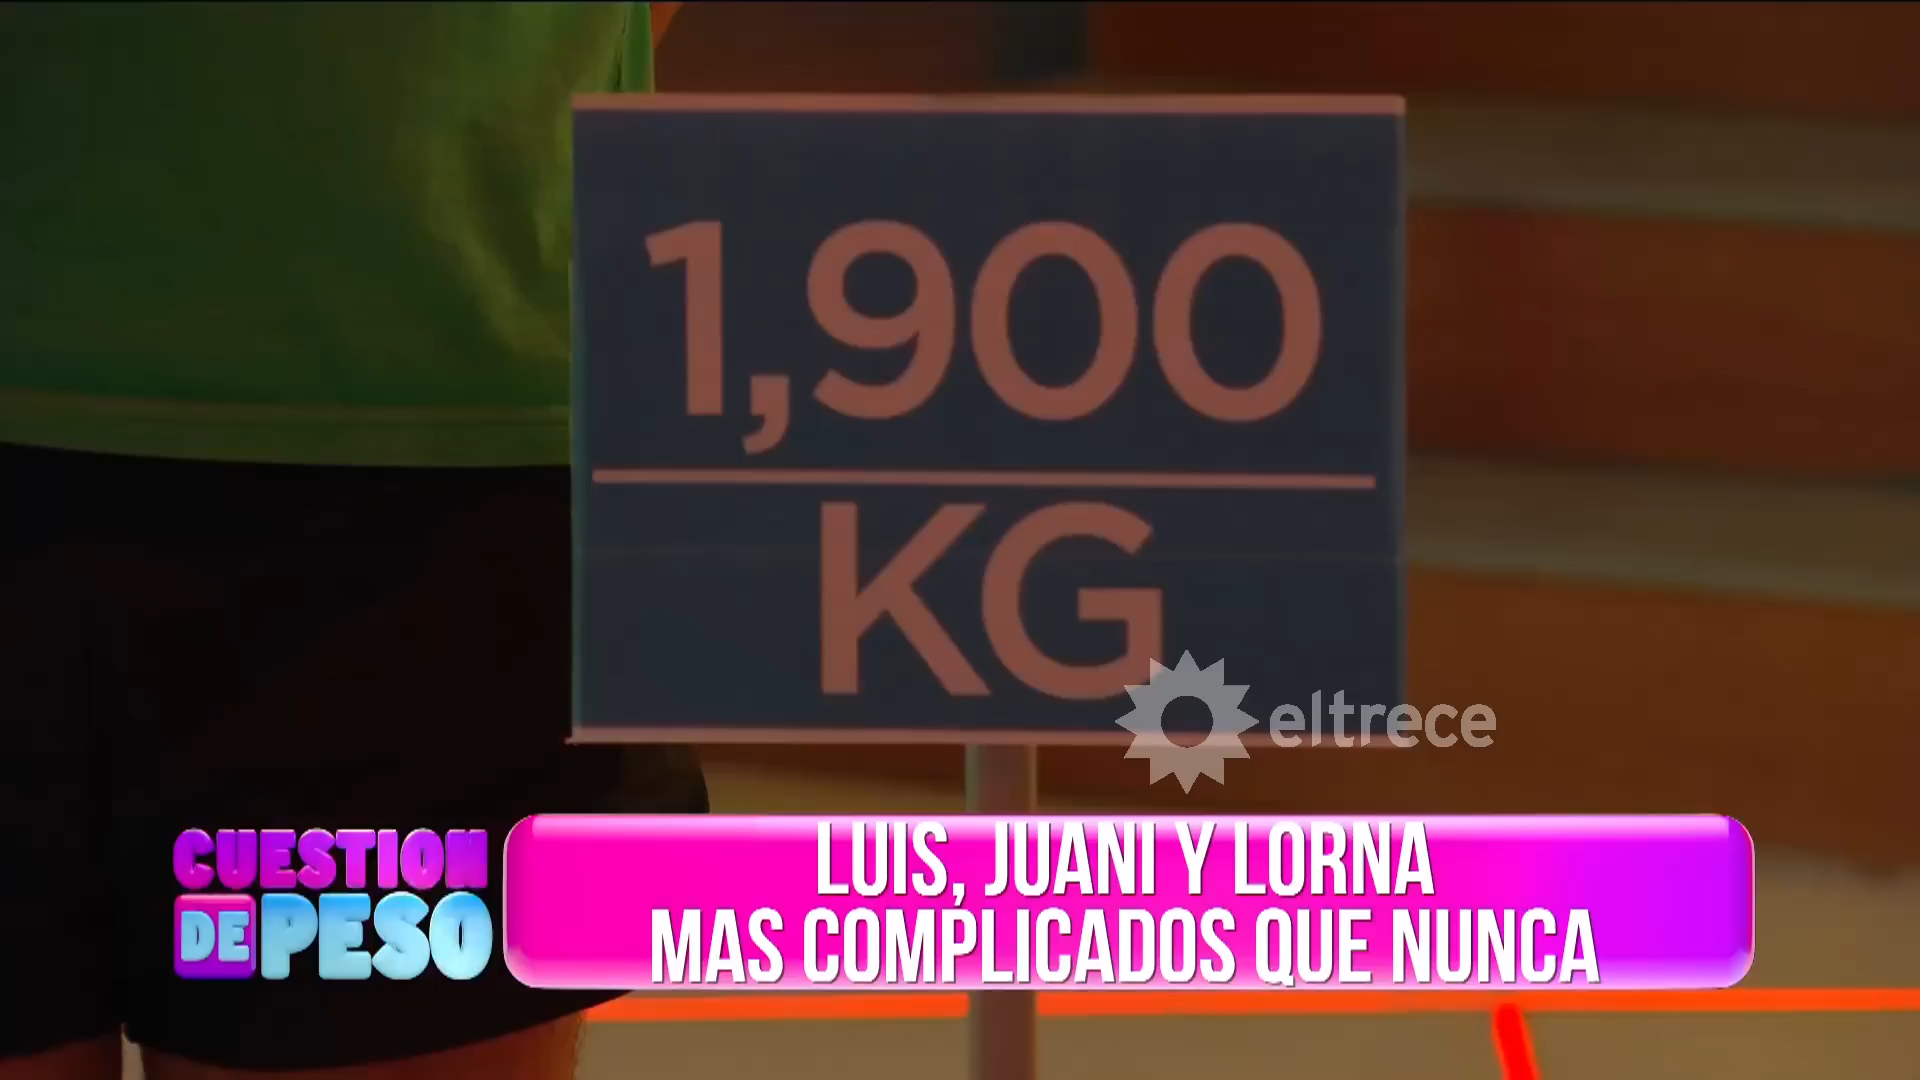 1,900
KG
eltrece
CUESTION
DE PESO
LUIS, JUANI Y LORNA
MAS COMPLICADOS QUE NUNCA